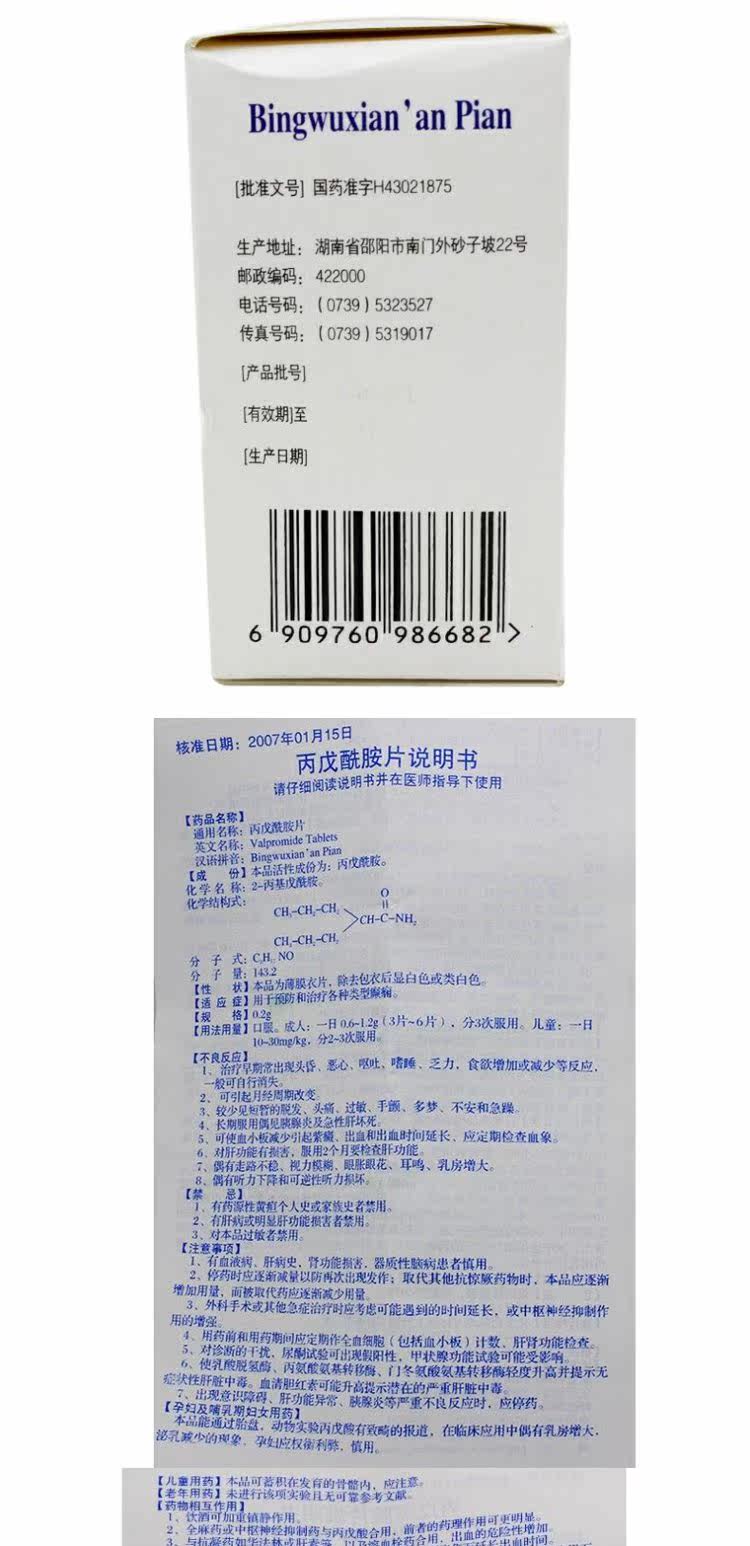 Bingwuxian'an Pian
[批准文号] 国药准字H43021875
生产地址：湖南省邵阳市南门外砂子坡22号
邮政编码：422000
电话号码：(0739) 5323527
传真号码：(0739) 5319017
[产品批号]
[有效期]至
[生产日期]
6 909760 986682 >
核准日期：2007年01月15日
丙戊酰胺片说明书
请仔细阅读说明书并在医师指导下使用
【药品名称】
通用名称：丙戊酰胺片
英文名称：Valpromide Tablets
汉语拼音：Bingwuxian'an Pian
【成 份】本品活性成份为：丙戊酰胺。
化学名称：2-丙基戊酰胺。
化学结构式：
O
CH₃-CH₂-CH₂
CH-C-NH₂
CH₃-CH₂-CH₂
分 子 式：C₈H₁₇NO
分 子 量：143.2
【性 状】本品为薄膜衣片，除去包衣后显白色或类白色。
【适 应 症】用于预防和治疗各种类型癫痫。
【规 格】0.2g
【用法用量】口服。成人：一日 0.6-1.2g（3片~6片），分3次服用。儿童：一日
10-30mg/kg，分2~3次服用。
【不良反应】
1、治疗早期常出现头昏、恶心、呕吐，嗜睡、乏力，食欲增加或减少等反应，
一般可自行消失。
2、可引起月经周期改变。
3、较少见短暂的脱发、头痛、过敏、手颤、多梦、不安和急躁。
4、长期服用偶见胰腺炎及急性肝坏死。
5、可使血小板减少引起紫癜、出血和出血时间延长，应定期检查血象。
6、对肝功能有损害，服用2个月要检查肝功能。
7、偶有走路不稳、视力模糊、眼胀眼花、耳鸣、乳房增大。
8、偶有听力下降和可逆性听力损坏。
【禁 忌】
1、有药源性黄疸个人史或家族史者禁用。
2、有肝病或明显肝功能损害者禁用。
3、对本品过敏者禁用。
【注意事项】
1、有血液病、肝病史，肾功能损害，器质性脑病患者慎用。
2、停药时应逐渐减量以防再次出现发作；取代其他抗惊厥药物时，本品应逐渐
增加用量，而被取代药应逐渐减少用量。
3、外科手术或其他急症治疗时应考虑可能遇到的时间延长，或中枢神经抑制作
用的增强。
4、用药前和用药期间应定期作全血细胞（包括血小板）计数、肝肾功能检查。
5、对诊断的干扰，尿酮试验可出现假阳性，甲状腺功能试验可能受影响。
6、使乳酸脱氢酶、丙氨酸氨基转移酶、门冬氨酸氨基转移酶轻度升高并提示无
症状性肝脏中毒。血清胆红素可能升高提示潜在的严重肝脏中毒。
7、出现意识障碍、肝功能异常、胰腺炎等严重不良反应时，应停药。
【孕妇及哺乳期妇女用药】
本品能通过胎盘，动物实验丙戊酸有致畸的报道，在临床应用中偶有乳房增大，
泌乳减少的现象，孕妇应权衡利弊，慎用。
【儿童用药】本品可蓄积在发育的骨骼内，应注意。
【老年用药】未进行该项实验且无可靠参考文献。
【药物相互作用】
1、饮酒可加重镇静作用。
2、全麻药或中枢神经抑制药与丙戊酸合用，前者的药理作用可更明显。
3、与抗凝药如华法林或肝素等，以及溶血栓药合用，出血的危险性增加。